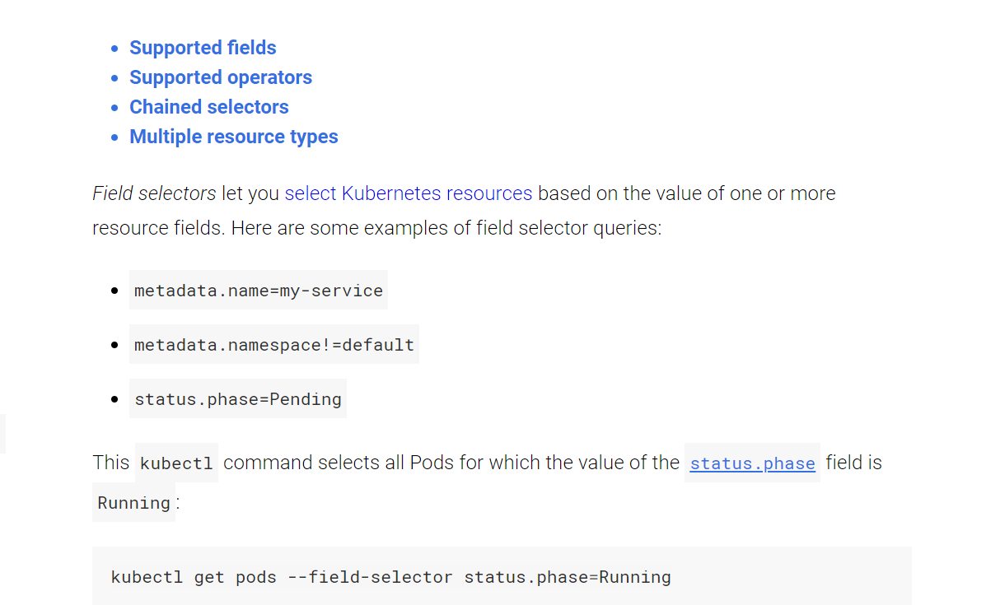 Supported fields
Supported operators
Chained selectors
Multiple resource types
Field selectors let you select Kubernetes resources based on the value of one or more
resource fields. Here are some examples of field selector queries:
metadata.name=my-service
metadata.namespace!=default
status.phase=Pending
This kubectl command selects all Pods for which the value of the status.phase field is
Running:
kubectl get pods --field-selector status.phase=Running